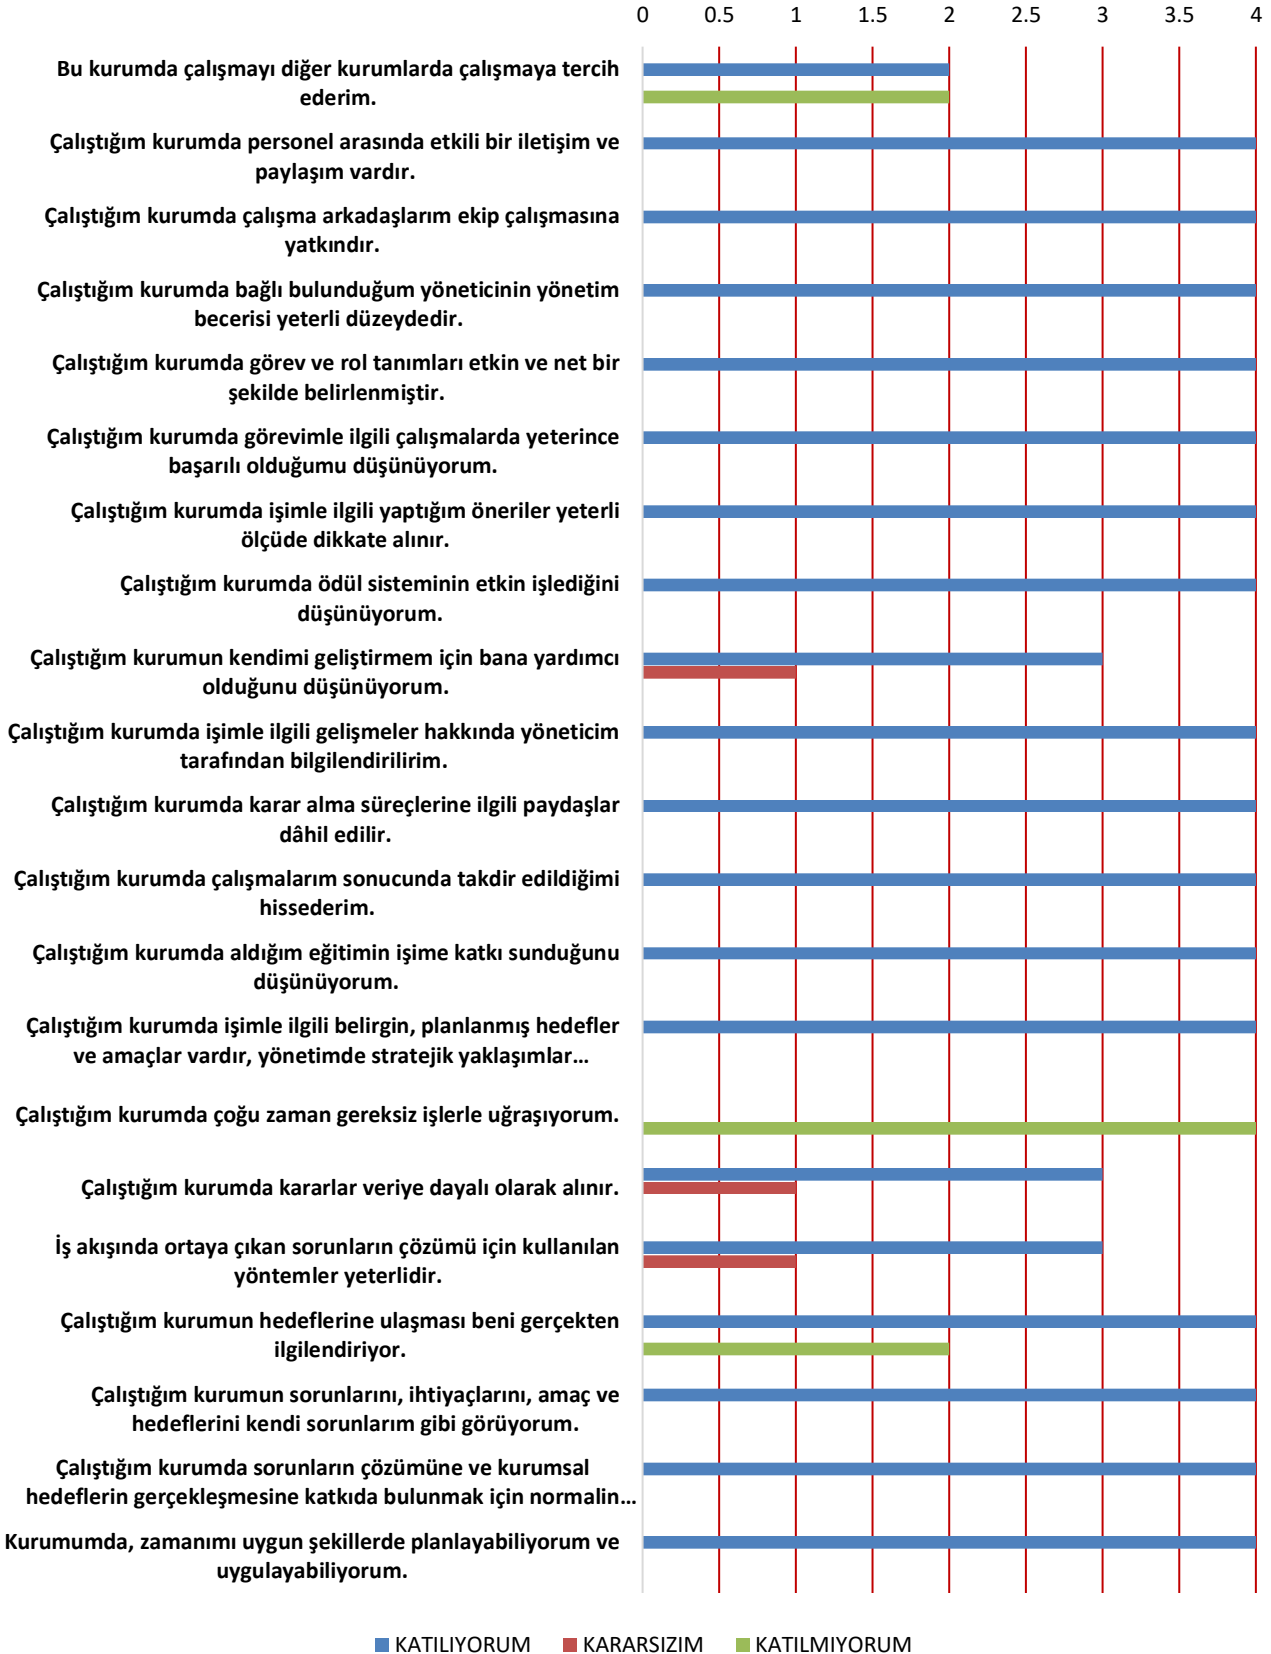 0 0.5 1 1.5 2 2.5 3 3.5 4
Bu kurumda çalışmayı diğer kurumlarda çalışmaya tercih
ederim.
Çalıştığım kurumda personel arasında etkili bir iletişim ve
paylaşım vardır.
Çalıştığım kurumda çalışma arkadaşlarım ekip çalışmasına
yatkındır.
Çalıştığım kurumda bağlı bulunduğum yöneticinin yönetim
becerisi yeterli düzeydedir.
Çalıştığım kurumda görev ve rol tanımları etkin ve net bir
şekilde belirlenmiştir.
Çalıştığım kurumda görevimle ilgili çalışmalarda yeterince
başarılı olduğumu düşünüyorum.
Çalıştığım kurumda işimle ilgili yaptığım öneriler yeterli
ölçüde dikkate alınır.
Çalıştığım kurumda ödül sisteminin etkin işlediğini
düşünüyorum.
Çalıştığım kurumun kendimi geliştirmem için bana yardımcı
olduğunu düşünüyorum.
Çalıştığım kurumda işimle ilgili gelişmeler hakkında yöneticim
tarafından bilgilendirilirim.
Çalıştığım kurumda karar alma süreçlerine ilgili paydaşlar
dâhil edilir.
Çalıştığım kurumda çalışmalarım sonucunda takdir edildiğimi
hissederim.
Çalıştığım kurumda aldığım eğitimin işime katkı sunduğunu
düşünüyorum.
Çalıştığım kurumda işimle ilgili belirgin, planlanmış hedefler
ve amaçlar vardır, yönetimde stratejik yaklaşımlar…
Çalıştığım kurumda çoğu zaman gereksiz işlerle uğraşıyorum.
Çalıştığım kurumda kararlar veriye dayalı olarak alınır.
İş akışında ortaya çıkan sorunların çözümü için kullanılan
yöntemler yeterlidir.
Çalıştığım kurumun hedeflerine ulaşması beni gerçekten
ilgilendiriyor.
Çalıştığım kurumun sorunlarını, ihtiyaçlarını, amaç ve
hedeflerini kendi sorunlarım gibi görüyorum.
Çalıştığım kurumda sorunların çözümüne ve kurumsal
hedeflerin gerçekleşmesine katkıda bulunmak için normalin…
Kurumumda, zamanımı uygun şekillerde planlayabiliyorum ve
uygulayabiliyorum.
KATILIYORUM KARARSIZIM KATILMIYORUM